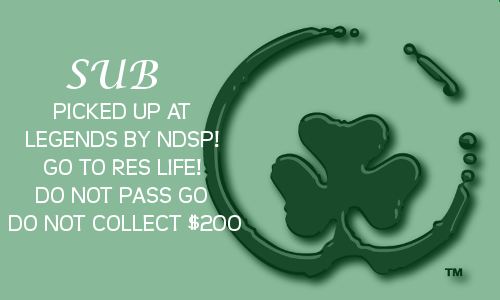 SUB
PICKED UP AT
LEGENDS BY NDSP!
GO TO RES LIFE!
DO NOT PASS GO
DO NOT COLLECT $200
TM